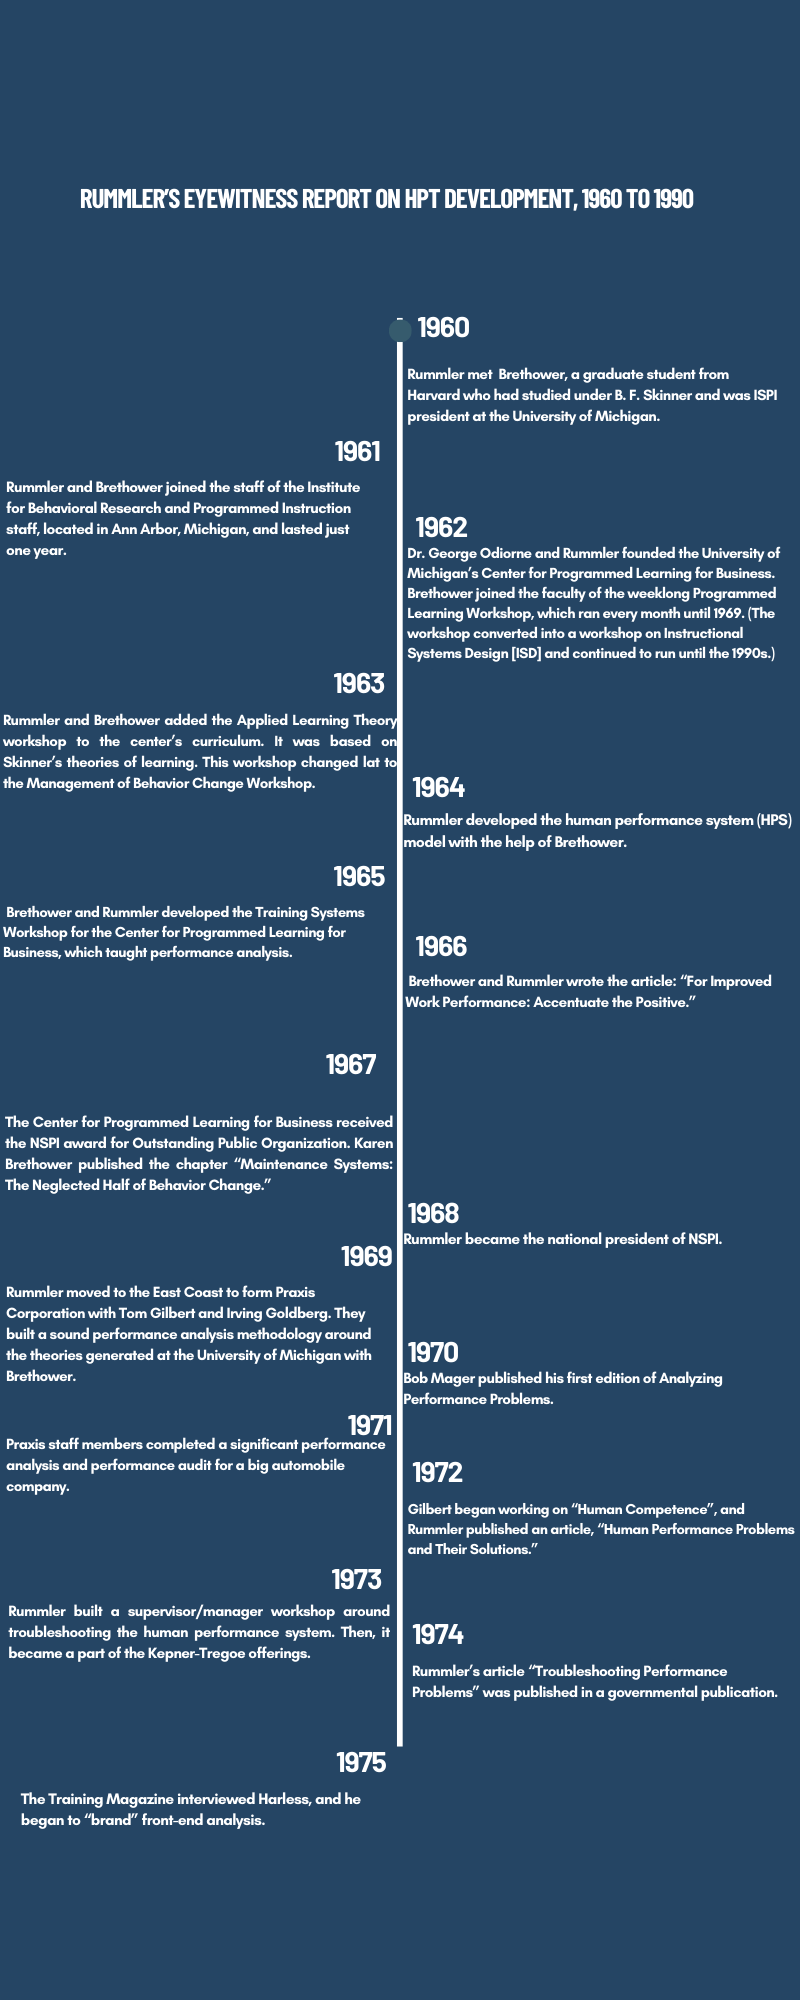 RUMMLER'S EYEWITNESS REPORT ON HPT DEVELOPMENT, 1960 TO 1990
1960
Rummler met  Brethower, a graduate student from
Harvard who had studied under B. F. Skinner and was ISPI
president at the University of Michigan.
1961
Rummler and Brethower joined the staff of the Institute
for Behavioral Research and Programmed Instruction
staff, located in Ann Arbor, Michigan, and lasted just
one year.
1962
Dr. George Odiorne and Rummler founded the University of
Michigan's Center for Programmed Learning for Business.
Brethower joined the faculty of the weeklong Programmed
Learning Workshop, which ran every month until 1969. (The
workshop converted into a workshop on Instructional
Systems Design [ISD] and continued to run until the 1990s.)
1963
Rummler and Brethower added the Applied Learning Theory
workshop to the center's curriculum. It was based on
Skinner's theories of learning. This workshop changed lat to
the Management of Behavior Change Workshop.
1964
Rummler developed the human performance system (HPS)
model with the help of Brethower.
1965
Brethower and Rummler developed the Training Systems
Workshop for the Center for Programmed Learning for
Business, which taught performance analysis.
1966
Brethower and Rummler wrote the article: “For Improved
Work Performance: Accentuate the Positive.”
1967
The Center for Programmed Learning for Business received
the NSPI award for Outstanding Public Organization. Karen
Brethower published the chapter “Maintenance Systems:
The Neglected Half of Behavior Change.”
1968
Rummler became the national president of NSPI.
1969
Rummler moved to the East Coast to form Praxis
Corporation with Tom Gilbert and Irving Goldberg. They
built a sound performance analysis methodology around
the theories generated at the University of Michigan with
Brethower.
1970
Bob Mager published his first edition of Analyzing
Performance Problems.
1971
Praxis staff members completed a significant performance
analysis and performance audit for a big automobile
company.
1972
Gilbert began working on “Human Competence”, and
Rummler published an article, “Human Performance Problems
and Their Solutions.”
1973
Rummler built a supervisor/manager workshop around
troubleshooting the human performance system. Then, it
became a part of the Kepner-Tregoe offerings.
1974
Rummler's article “Troubleshooting Performance
Problems” was published in a governmental publication.
1975
The Training Magazine interviewed Harless, and he
began to “brand” front-end analysis.